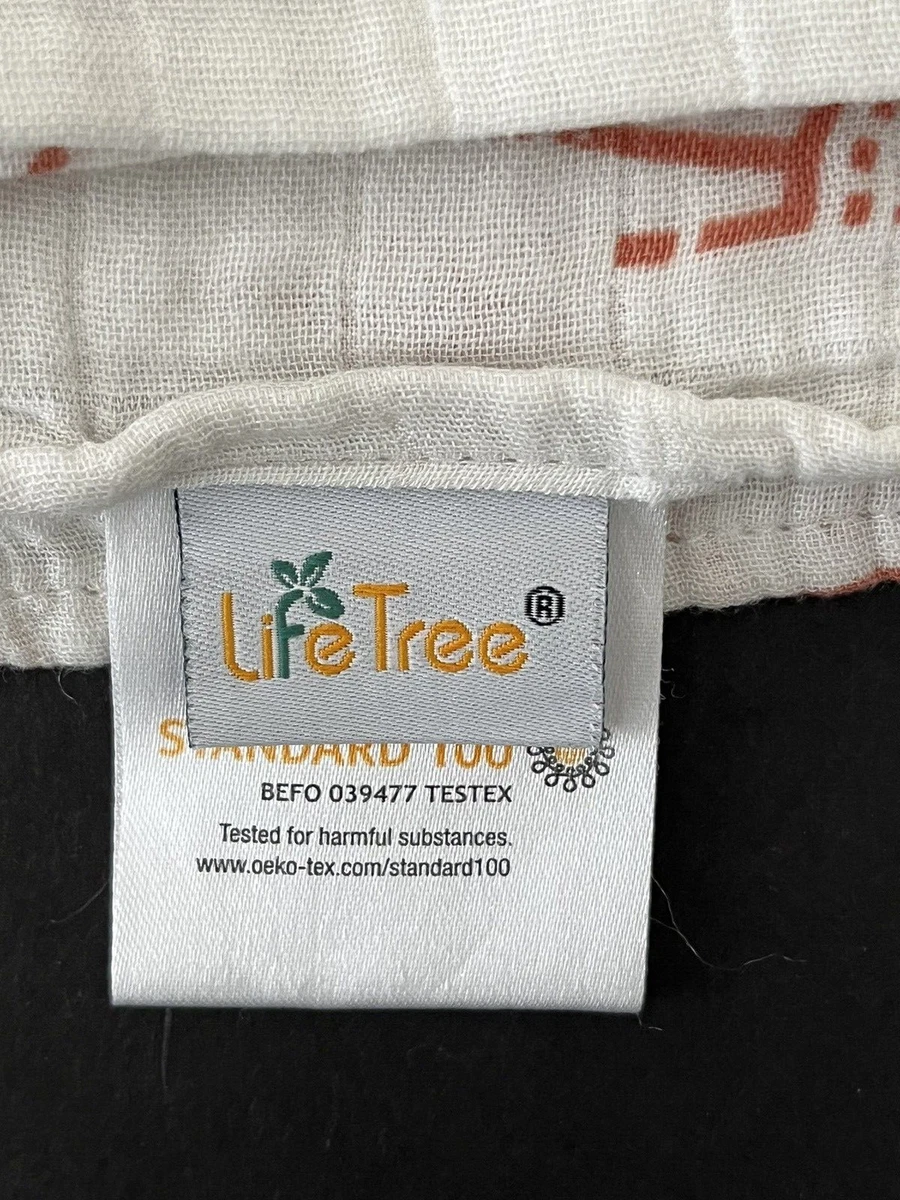 LifeTree®
STANDARD 100
BEFO 039477 TESTEX
Tested for harmful substances.
www.oeko-tex.com/standard100